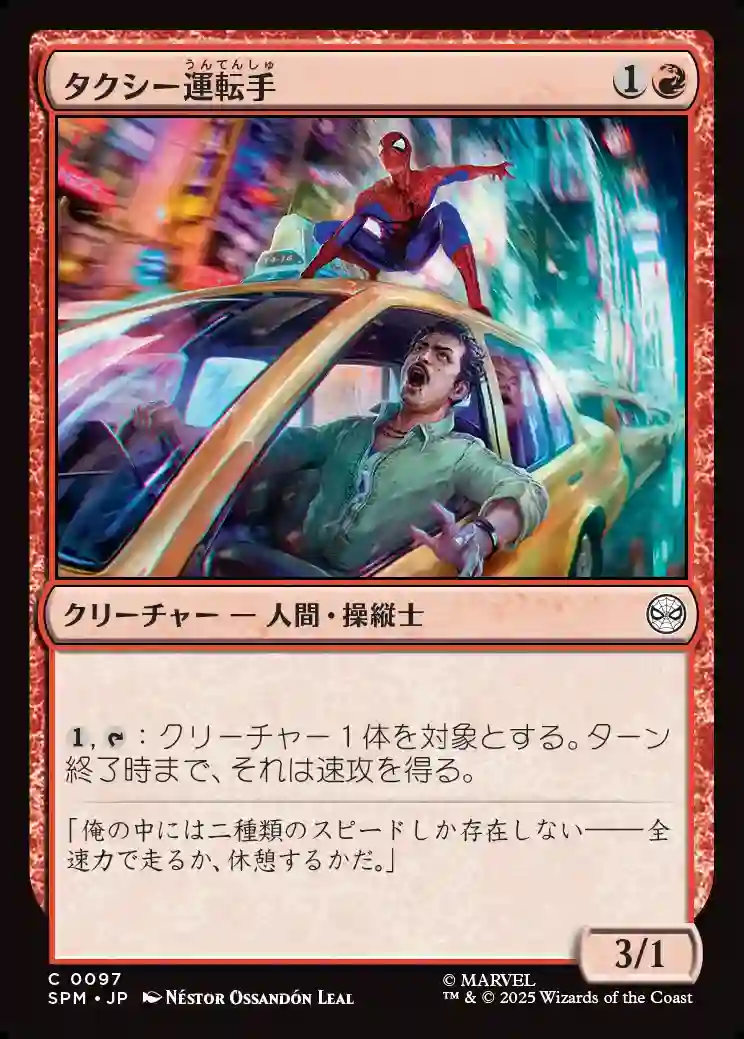 うんてんしゅ
タクシー運転手 1
クリーチャー — 人間・操縦士
1, :クリーチャー1体を対象とする。ターン
終了時まで、それは速攻を得る。
「俺の中には二種類のスピードしか存在しない――全
速力で走るか、休憩するかだ。」
3/1
C 0097
SPM • JP Néstor Ossandón Leal
© MARVEL
™ & © 2025 Wizards of the Coast